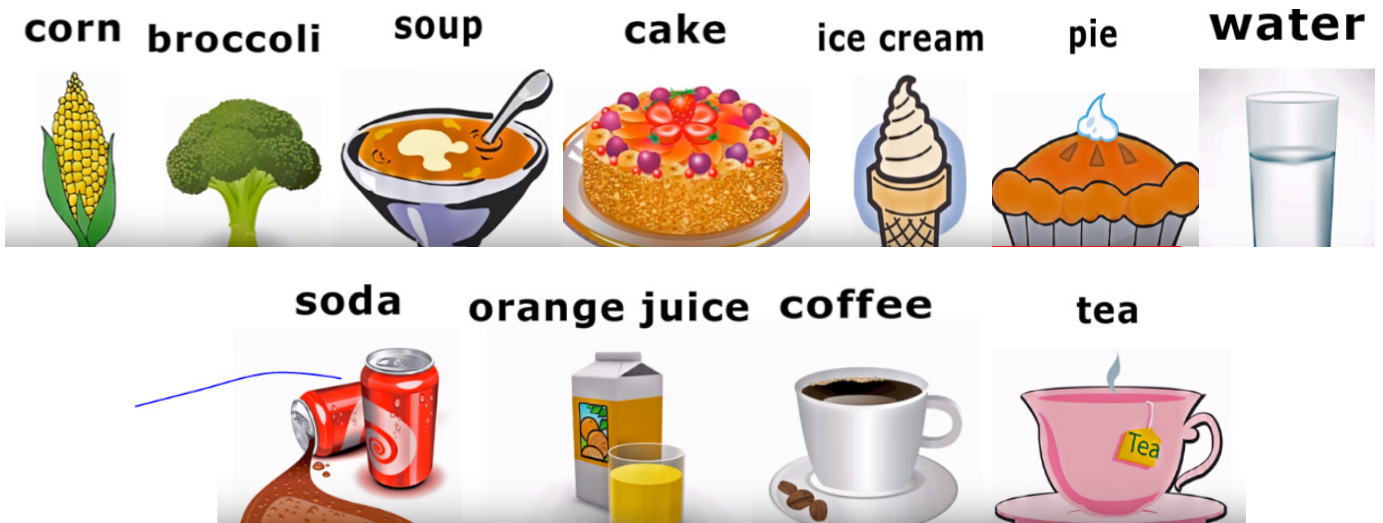 corn
broccoli
soup
cake
ice cream
pie
water
soda
orange juice
coffee
tea
Tea